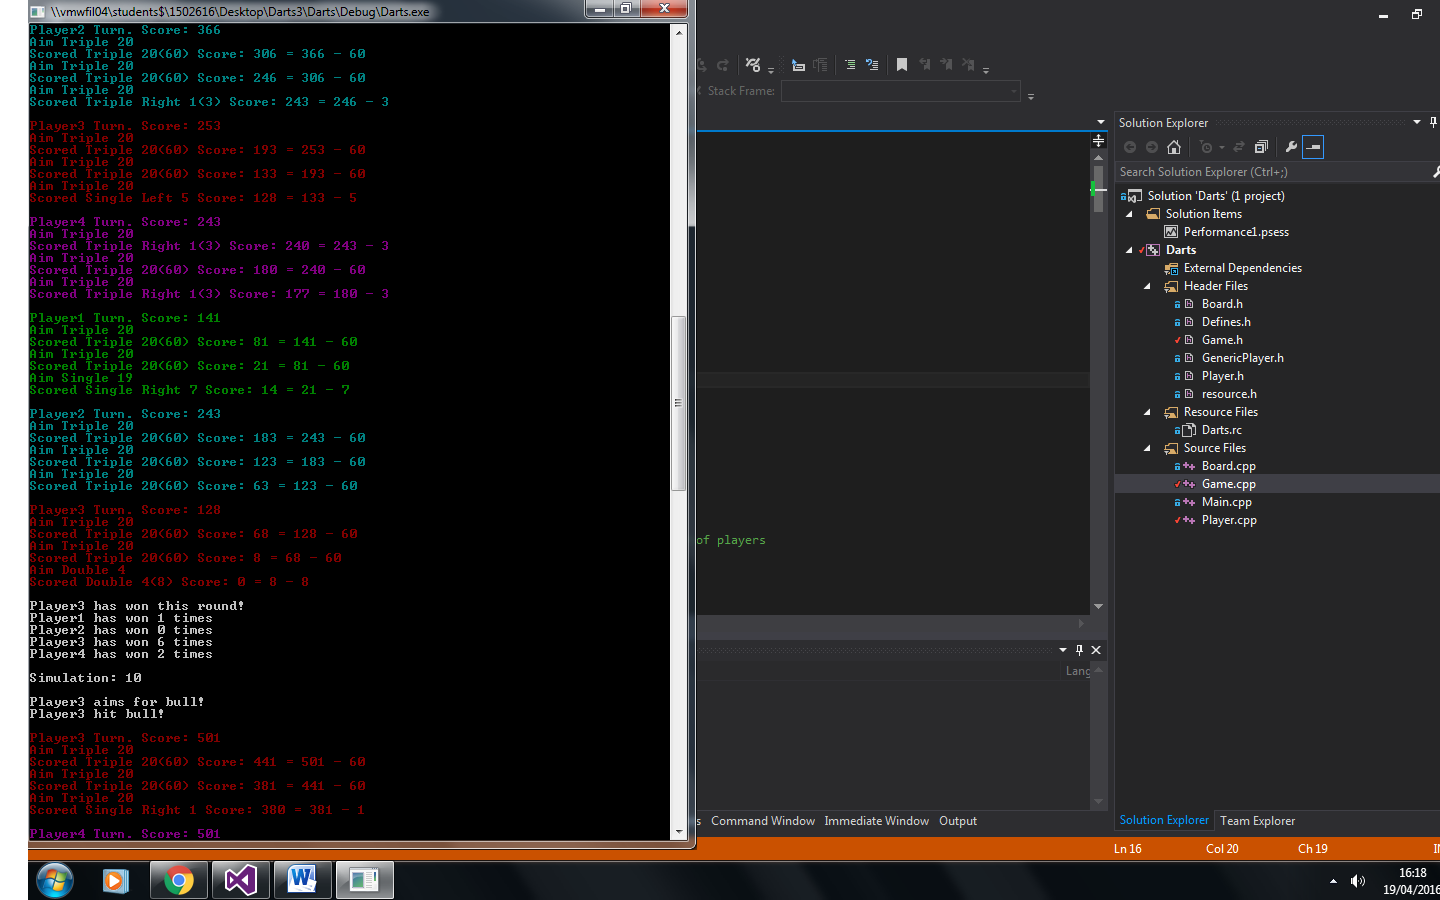 \\vmwfil04\students$\1502616\Desktop\Darts3\Darts\Debug\Darts.exe
Player2 Turn. Score: 366
Aim Triple 20
Scored Triple 20(60) Score: 306 = 366 - 60
Aim Triple 20
Scored Triple 20(60) Score: 246 = 306 - 60
Aim Triple 20
Scored Triple Right 1(3) Score: 243 = 246 - 3
Player3 Turn. Score: 253
Aim Triple 20
Scored Triple 20(60) Score: 193 = 253 - 60
Aim Triple 20
Scored Triple 20(60) Score: 133 = 193 - 60
Aim Triple 20
Scored Single Left 5 Score: 128 = 133 - 5
Player4 Turn. Score: 243
Aim Triple 20
Scored Triple Right 1(3) Score: 240 = 243 - 3
Aim Triple 20
Scored Triple 20(60) Score: 180 = 240 - 60
Aim Triple 20
Scored Triple Right 1(3) Score: 177 = 180 - 3
Player1 Turn. Score: 141
Aim Triple 20
Scored Triple 20(60) Score: 81 = 141 - 60
Aim Triple 20
Scored Triple 20(60) Score: 21 = 81 - 60
Aim Single 19
Scored Single Right 7 Score: 14 = 21 - 7
Player2 Turn. Score: 243
Aim Triple 20
Scored Triple 20(60) Score: 183 = 243 - 60
Aim Triple 20
Scored Triple 20(60) Score: 123 = 183 - 60
Aim Triple 20
Scored Triple 20(60) Score: 63 = 123 - 60
Player3 Turn. Score: 128
Aim Triple 20
Scored Triple 20(60) Score: 68 = 128 - 60
Aim Triple 20
Scored Triple 20(60) Score: 8 = 68 - 60
Aim Double 4
Scored Double 4(8) Score: 0 = 8 - 8
Player3 has won this round!
Player1 has won 1 times
Player2 has won 0 times
Player3 has won 6 times
Player4 has won 2 times
Simulation: 10
Player3 aims for bull!
Player3 hit bull!
Player3 Turn. Score: 501
Aim Triple 20
Scored Triple 20(60) Score: 441 = 501 - 60
Aim Triple 20
Scored Triple 20(60) Score: 381 = 441 - 60
Aim Triple 20
Scored Single Right 1 Score: 380 = 381 - 1
Player4 Turn. Score: 501
Stack Frame:
of players
Lang
Command Window Immediate Window Output
Solution Explorer
Search Solution Explorer (Ctrl+;)
Solution 'Darts' (1 project)
Solution Items
Performance1.psess
Darts
External Dependencies
Header Files
Board.h
Defines.h
Game.h
GenericPlayer.h
Player.h
resource.h
Resource Files
Darts.rc
Source Files
Board.cpp
Game.cpp
Main.cpp
Player.cpp
Solution Explorer Team Explorer
Ln 16 Col 20 Ch 19
16:18
19/04/2016